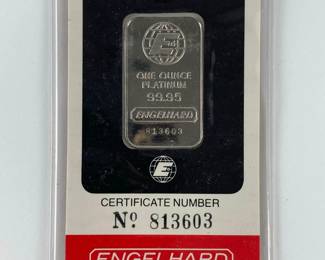 E
ONE OUNCE
PLATINUM
99.95
ENGELHARD
813603
E
CERTIFICATE NUMBER
No 813603
ENGELHARD